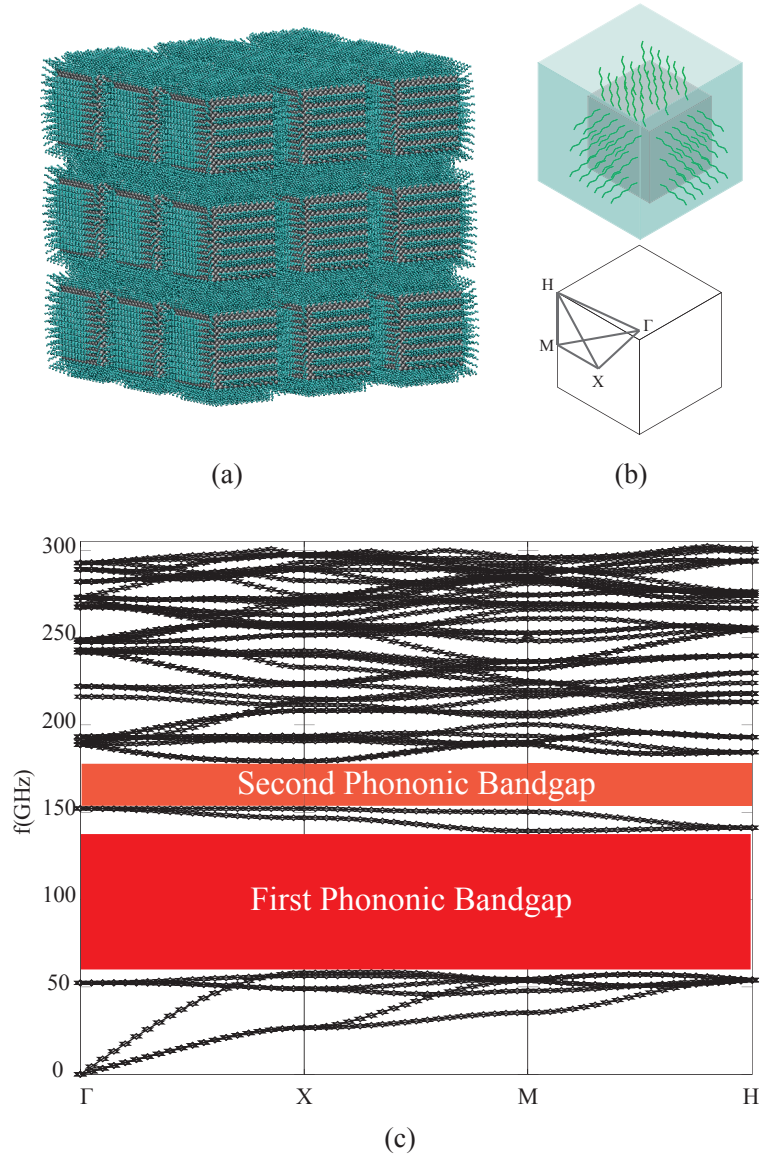 H
Γ
M
X
(a)
(b)
300
250
200
150
100
50
0
f(GHz)
Second Phononic Bandgap
First Phononic Bandgap
Γ
X
M
H
(c)